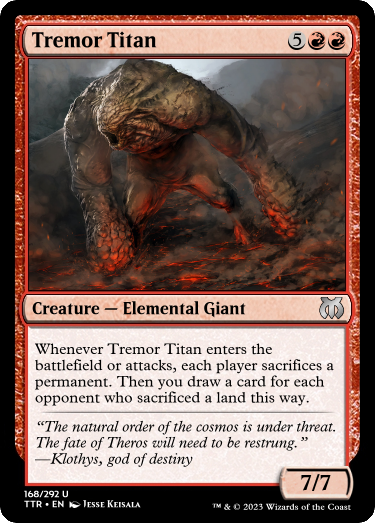 Tremor Titan 5
Creature — Elemental Giant
Whenever Tremor Titan enters the
battlefield or attacks, each player sacrifices a
permanent. Then you draw a card for each
opponent who sacrificed a land this way.
“The natural order of the cosmos is under threat.
The fate of Theros will need to be restrung.”
—Klothys, god of destiny
7/7
168/292 U
TTR • EN Jesse Keisala
™ & © 2023 Wizards of the Coast